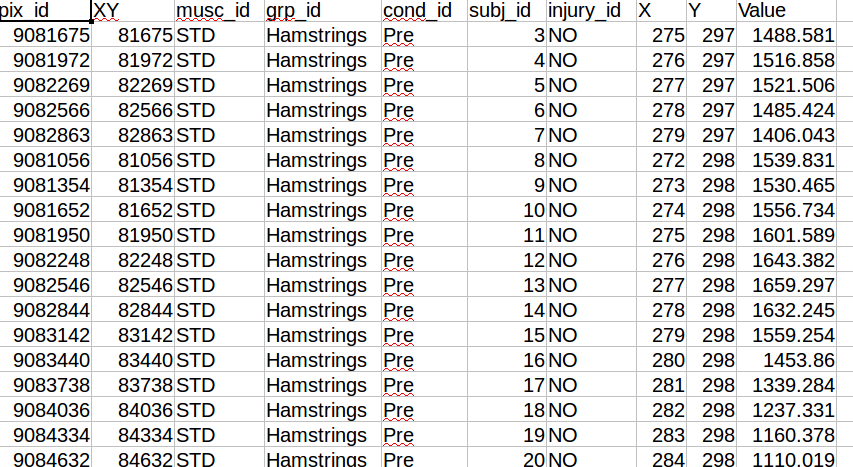 pix_id XY musc_id grp_id cond_id subj_id injury_id X Y Value
9081675 81675 STD Hamstrings Pre 3 NO 275 297 1488.581
9081972 81972 STD Hamstrings Pre 4 NO 276 297 1516.858
9082269 82269 STD Hamstrings Pre 5 NO 277 297 1521.506
9082566 82566 STD Hamstrings Pre 6 NO 278 297 1485.424
9082863 82863 STD Hamstrings Pre 7 NO 279 297 1406.043
9081056 81056 STD Hamstrings Pre 8 NO 272 298 1539.831
9081354 81354 STD Hamstrings Pre 9 NO 273 298 1530.465
9081652 81652 STD Hamstrings Pre 10 NO 274 298 1556.734
9081950 81950 STD Hamstrings Pre 11 NO 275 298 1601.589
9082248 82248 STD Hamstrings Pre 12 NO 276 298 1643.382
9082546 82546 STD Hamstrings Pre 13 NO 277 298 1659.297
9082844 82844 STD Hamstrings Pre 14 NO 278 298 1632.245
9083142 83142 STD Hamstrings Pre 15 NO 279 298 1559.254
9083440 83440 STD Hamstrings Pre 16 NO 280 298 1453.86
9083738 83738 STD Hamstrings Pre 17 NO 281 298 1339.284
9084036 84036 STD Hamstrings Pre 18 NO 282 298 1237.331
9084334 84334 STD Hamstrings Pre 19 NO 283 298 1160.378
9084632 84632 STD Hamstrings Pre 20 NO 284 298 1110.019